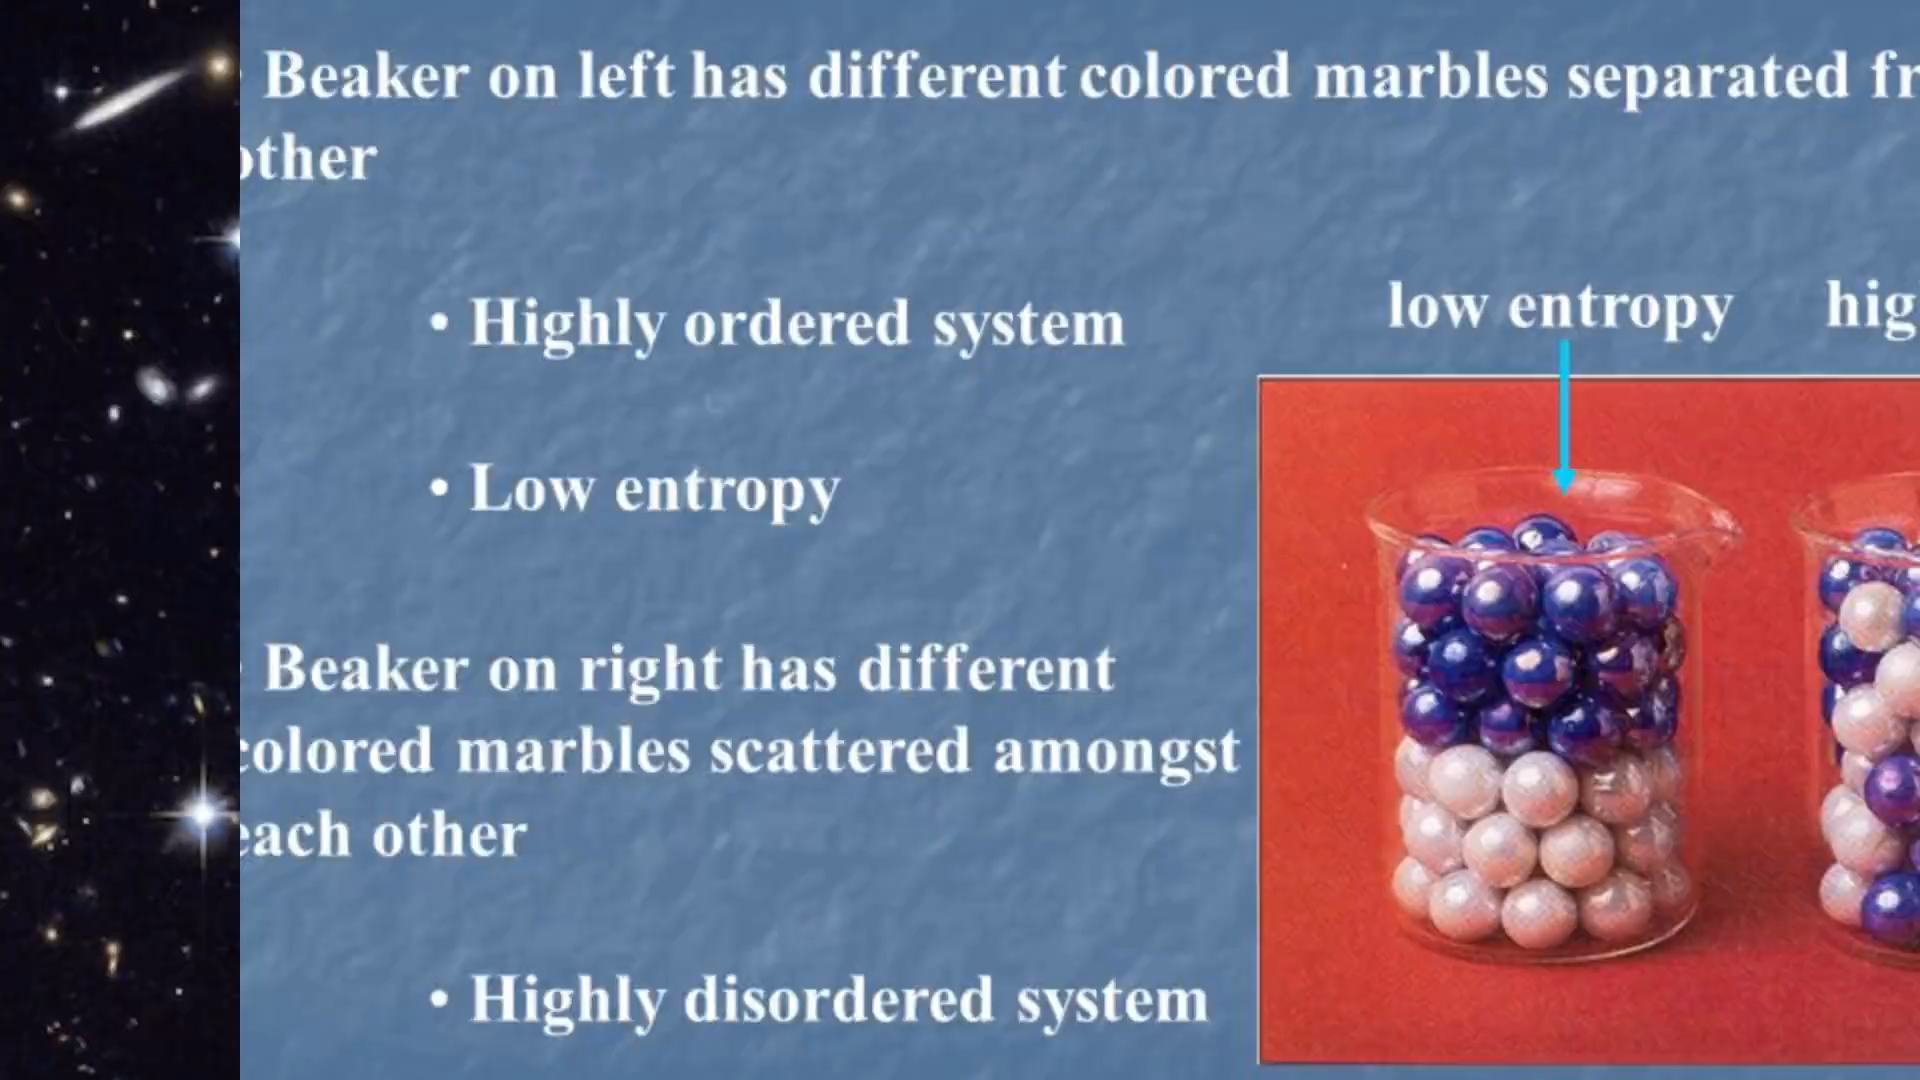 Beaker on left has different colored marbles separated fr
other
• Highly ordered system
low entropy hig
• Low entropy
Beaker on right has different
colored marbles scattered amongst
each other
• Highly disordered system